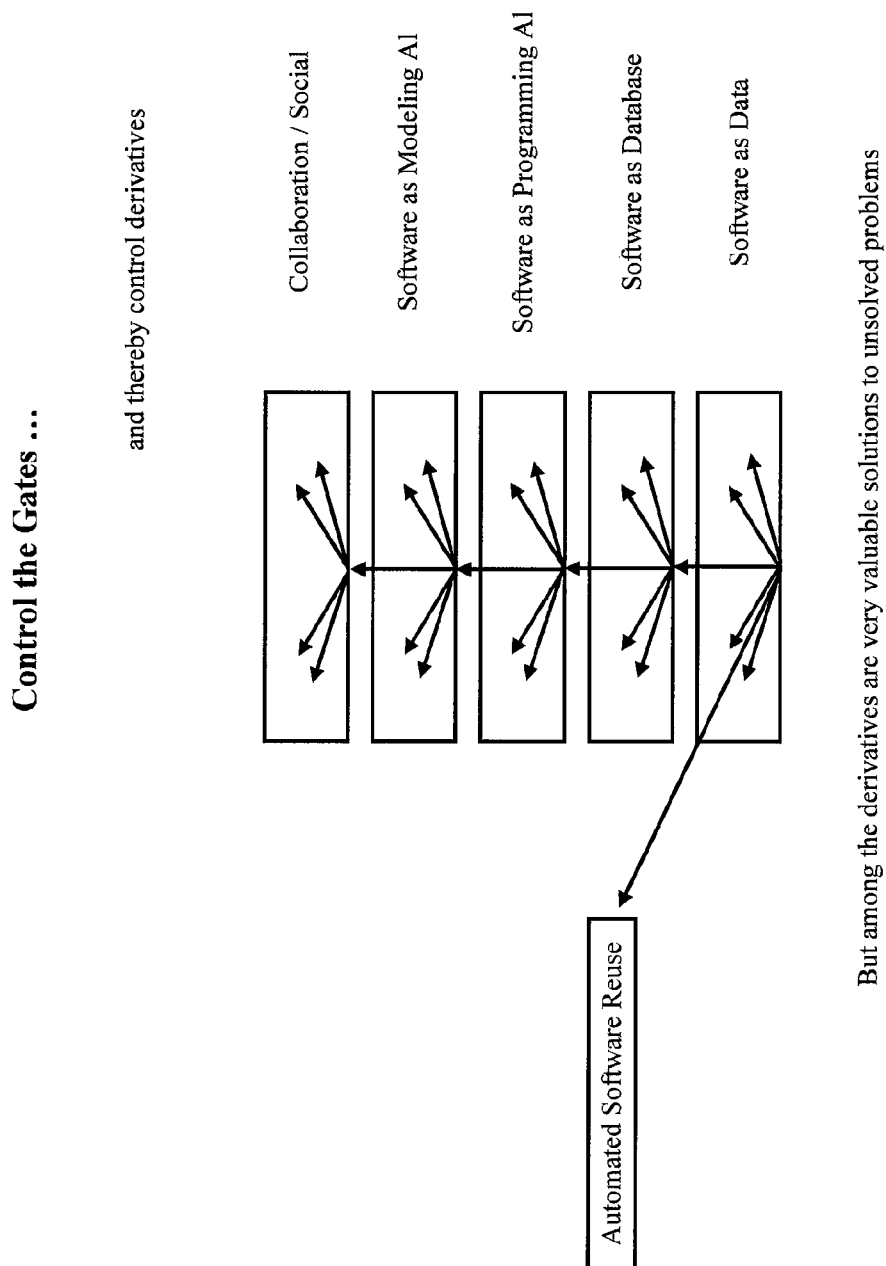 Control the Gates ...
and thereby control derivatives
Collaboration / Social
Software as Modeling AI
Software as Programming AI
Software as Database
Software as Data
Automated Software Reuse
But among the derivatives are very valuable solutions to unsolved problems